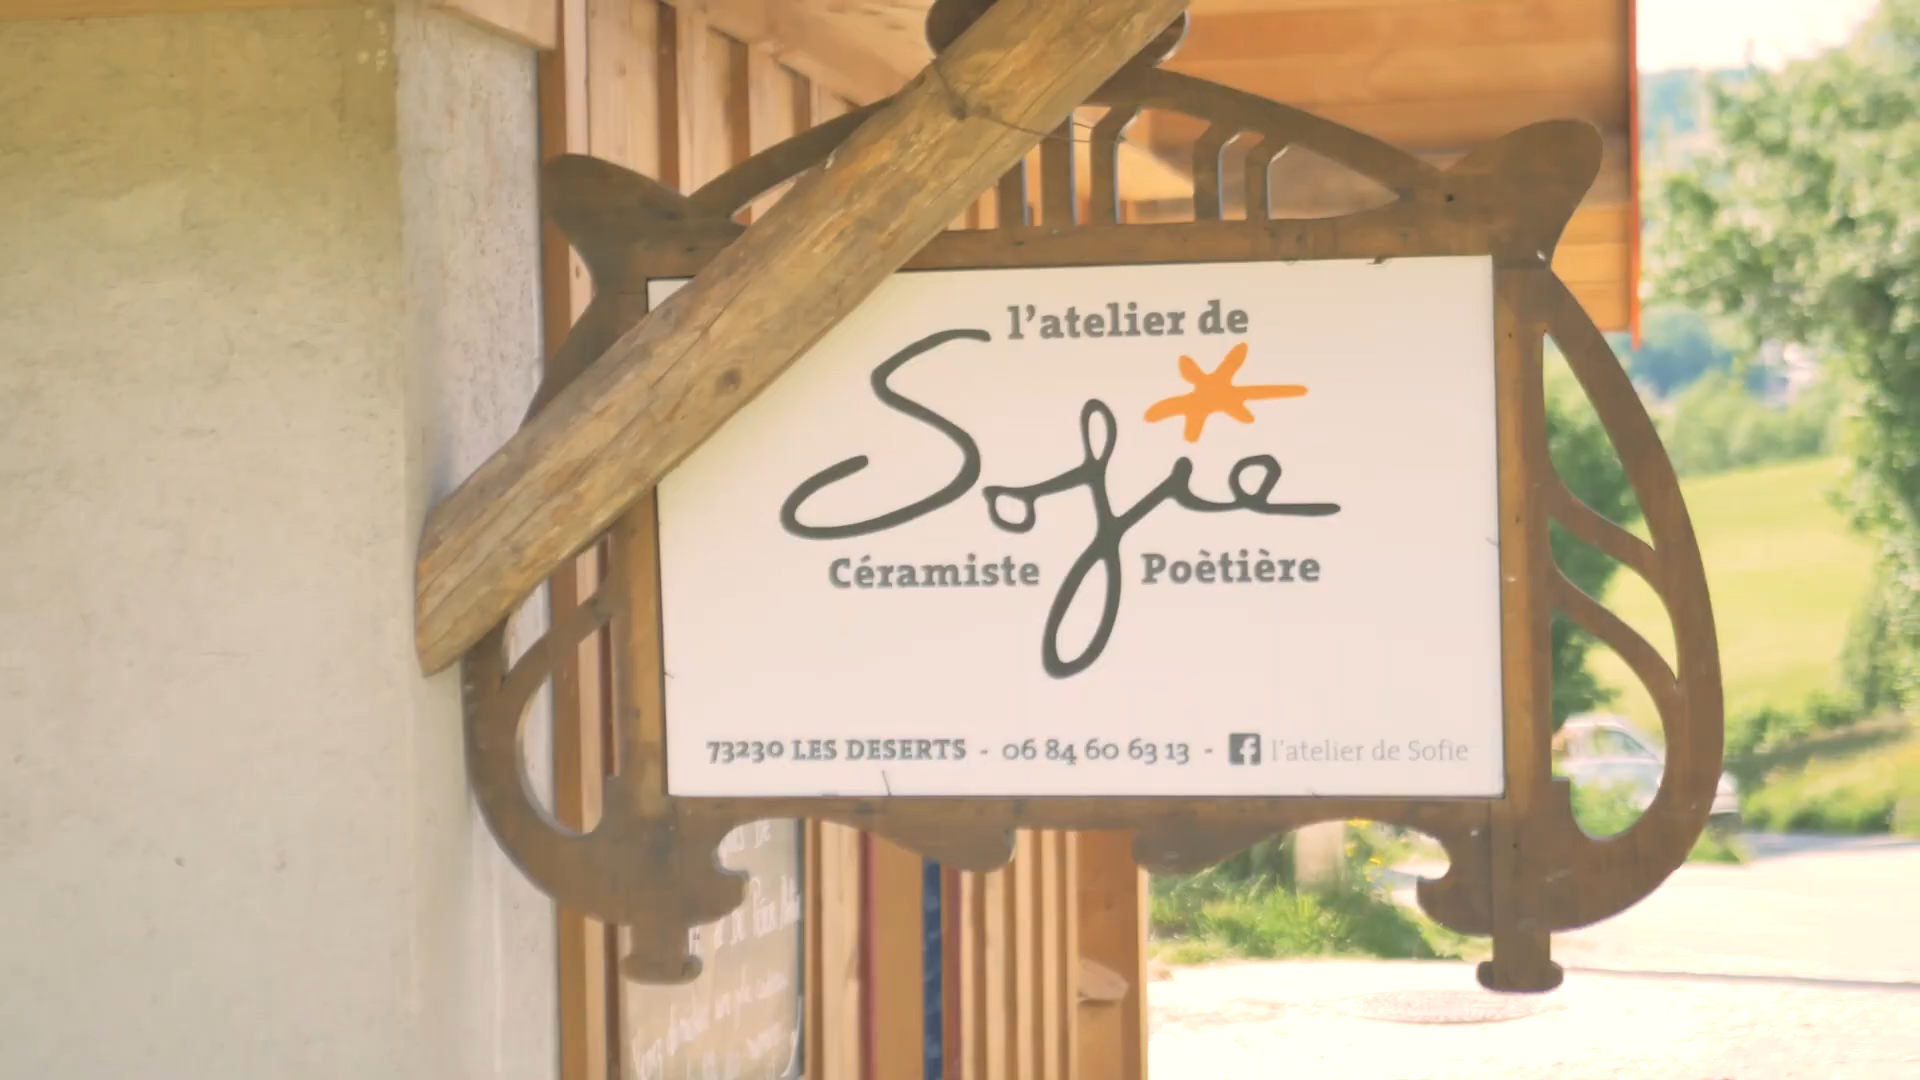 l'atelier de
Sofie
Céramiste Poètière
73230 LES DESERTS - 06 84 60 63 13 - f l'atelier de Sofie